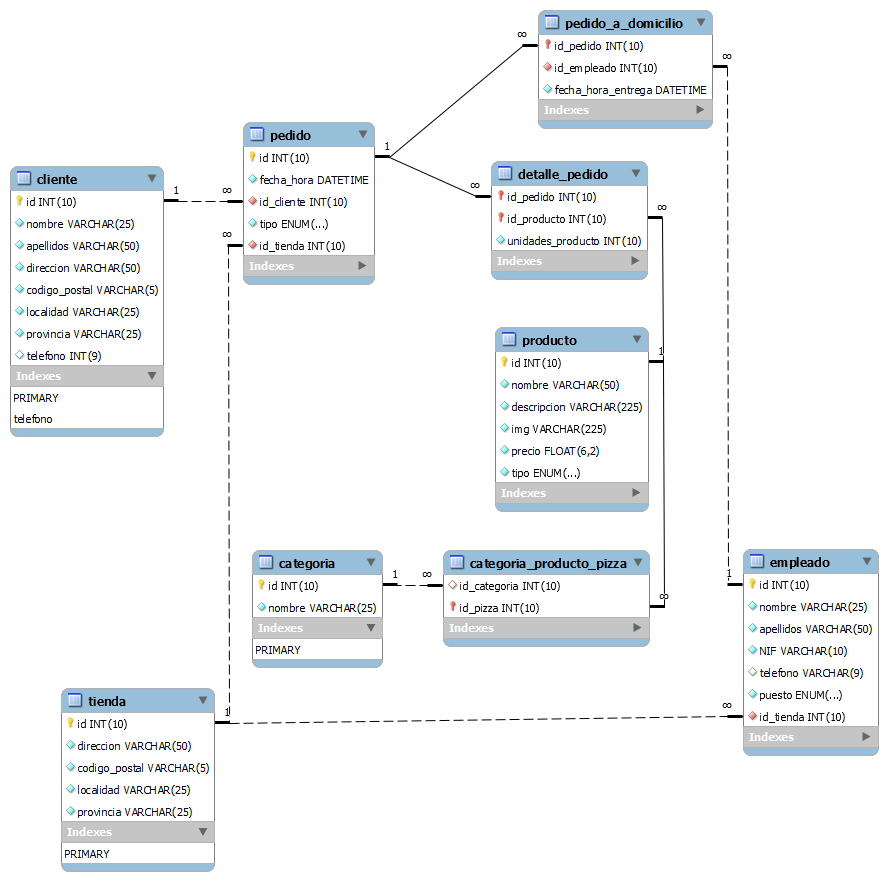 pedido_a_domicilio
id_pedido INT(10)
id_empleado INT(10)
fecha_hora_entrega DATETIME
Indexes
∞
∞
pedido
id INT(10)
fecha_hora DATETIME
id_cliente INT(10)
tipo ENUM(...)
id_tienda INT(10)
Indexes
1
∞
∞
detalle_pedido
id_pedido INT(10)
id_producto INT(10)
unidades_producto INT(10)
Indexes
∞
∞
cliente
id INT(10)
nombre VARCHAR(25)
apellidos VARCHAR(50)
direccion VARCHAR(50)
codigo_postal VARCHAR(5)
localidad VARCHAR(25)
provincia VARCHAR(25)
telefono INT(9)
Indexes
PRIMARY
telefono
1
producto
id INT(10)
nombre VARCHAR(50)
descripcion VARCHAR(225)
img VARCHAR(225)
precio FLOAT(6,2)
tipo ENUM(...)
Indexes
1
categoria
id INT(10)
nombre VARCHAR(25)
Indexes
PRIMARY
1
∞
categoria_producto_pizza
id_categoria INT(10)
id_pizza INT(10)
Indexes
∞
empleado
id INT(10)
nombre VARCHAR(25)
apellidos VARCHAR(50)
NIF VARCHAR(10)
telefono VARCHAR(9)
puesto ENUM(...)
id_tienda INT(10)
Indexes
1
∞
tienda
id INT(10)
direccion VARCHAR(50)
codigo_postal VARCHAR(5)
localidad VARCHAR(25)
provincia VARCHAR(25)
Indexes
PRIMARY
1